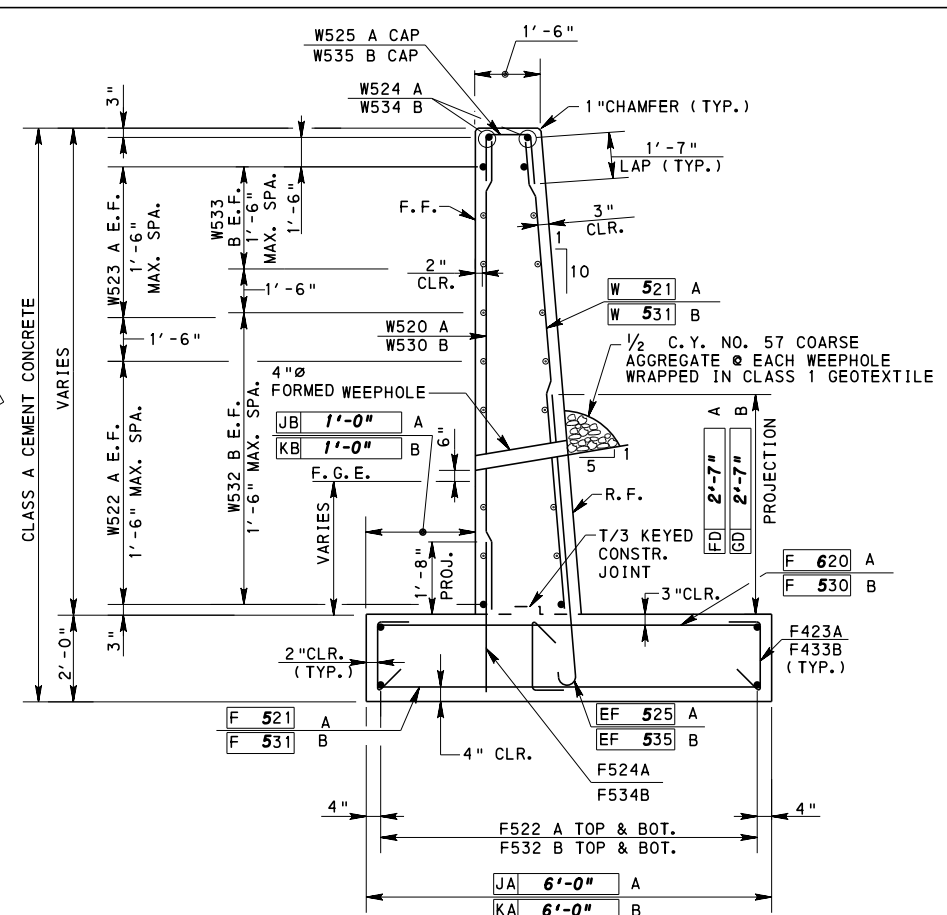 W525 A CAP
W535 B CAP
1'-6"
W524 A
W534 B
1"CHAMFER (TYP.)
3"
1'-7"
LAP (TYP.)
W523 A E.F.
1'-6"
MAX. SPA.
W533
B E.F.
1'-6"
MAX. SPA.
1'-6"
F.F.
3"
CLR.
1
10
2"
CLR.
1'-6"
1'-6"
W 521 A
W 531 B
W520 A
W530 B
1/2 C.Y. NO. 57 COARSE
AGGREGATE @ EACH WEEPHOLE
WRAPPED IN CLASS 1 GEOTEXTILE
CLASS A CEMENT CONCRETE
VARIES
4"Ø
FORMED WEEPHOLE
JB 1'-0" A
KB 1'-0" B
6"
F.G.E.
5
1
W522 A E.F.
1'-6" MAX. SPA.
W532 B E.F.
1'-6" MAX. SPA.
VARIES
R.F.
FD 2'-7" A
GD 2'-7" B
PROJECTION
1'-8"
PROJ.
T/3 KEYED
CONSTR.
JOINT
F 620 A
F 530 B
3"CLR.
2'-0"
3"
2"CLR.
(TYP.)
F423A
F433B
(TYP.)
F 521 A
F 531 B
EF 525 A
EF 535 B
4" CLR.
F524A
F534B
4"
4"
F522 A TOP & BOT.
F532 B TOP & BOT.
JA 6'-0" A
KA 6'-0" B